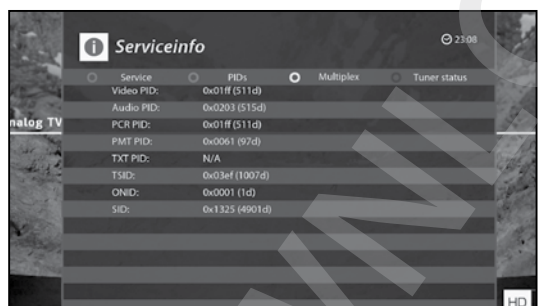 Serviceinfo
23:08
Service PIDs Multiplex Tuner status
Video PID: 0x01ff (511d)
Audio PID: 0x0203 (515d)
nalog TV
PCR PID: 0x01ff (511d)
PMT PID: 0x0061 (97d)
TXT PID: N/A
TSID: 0x03ef (1007d)
ONID: 0x0001 (1d)
SID: 0x1325 (4901d)
HD